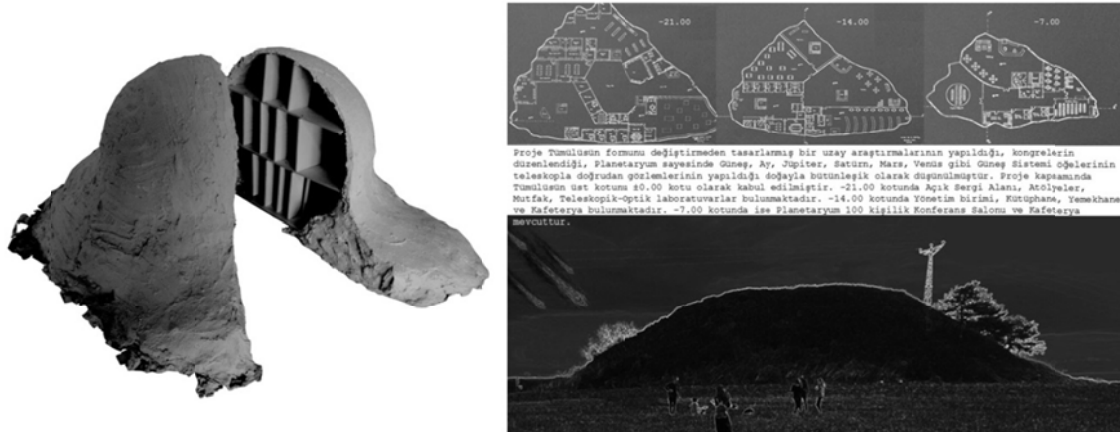 -21.00 -14.00 -7.00
Proje Tümülüsün formunu değiştirmeden tasarlanmış bir uzay araştırmalarının yapıldığı, kongrelerin
düzenlendiği, Planetaryum sayesinde Güneş, Ay, Jüpiter, Satürn, Mars, Venüs gibi Güneş Sistemi öğelerinin
teleskopla doğrudan gözlemlerinin yapıldığı doğayla bütünleşik olarak düşünülmüştür. Proje kapsamında
Tümülüsün üst kotunu ±0.00 kotu olarak kabul edilmiştir. -21.00 kotunda Açık Sergi Alanı, Atölyeler,
Mutfak, Teleskopik-Optik laboratuvarlar bulunmaktadır. -14.00 kotunda Yönetim birimi, Kütüphane, Yemekhane
ve Kafeterya bulunmaktadır. -7.00 kotunda ise Planetaryum 100 kişilik Konferans Salonu ve Kafeterya
mevcuttur.